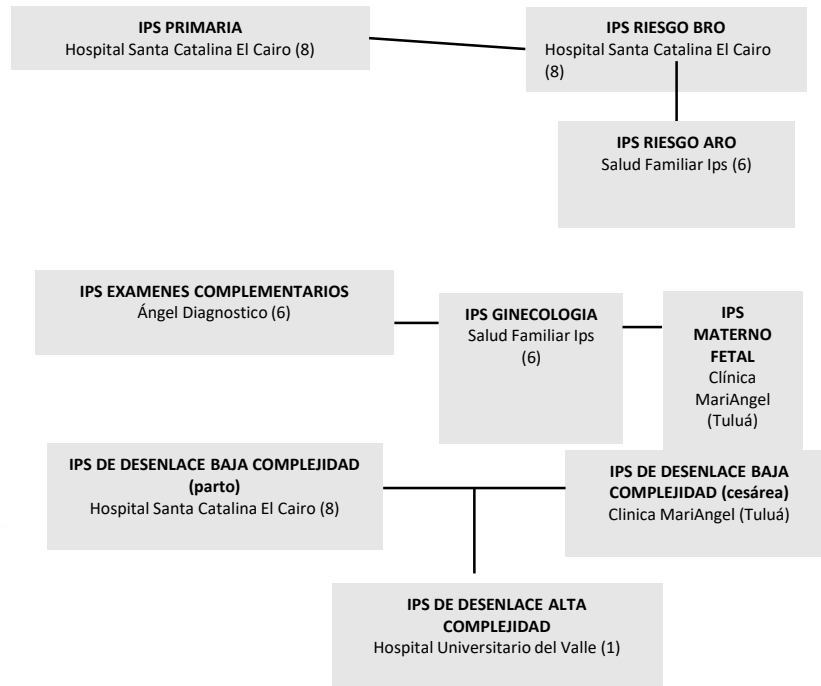 IPS PRIMARIA
Hospital Santa Catalina El Cairo (8)
IPS RIESGO BRO
Hospital Santa Catalina El Cairo
(8)
IPS RIESGO ARO
Salud Familiar Ips (6)
IPS EXAMENES COMPLEMENTARIOS
Ángel Diagnostico (6)
IPS GINECOLOGIA
Salud Familiar Ips
(6)
IPS
MATERNO
FETAL
Clínica
MariAngel
(Tuluá)
IPS DE DESENLACE BAJA COMPLEJIDAD
(parto)
Hospital Santa Catalina El Cairo (8)
IPS DE DESENLACE BAJA
COMPLEJIDAD (cesárea)
Clinica MariAngel (Tuluá)
IPS DE DESENLACE ALTA
COMPLEJIDAD
Hospital Universitario del Valle (1)